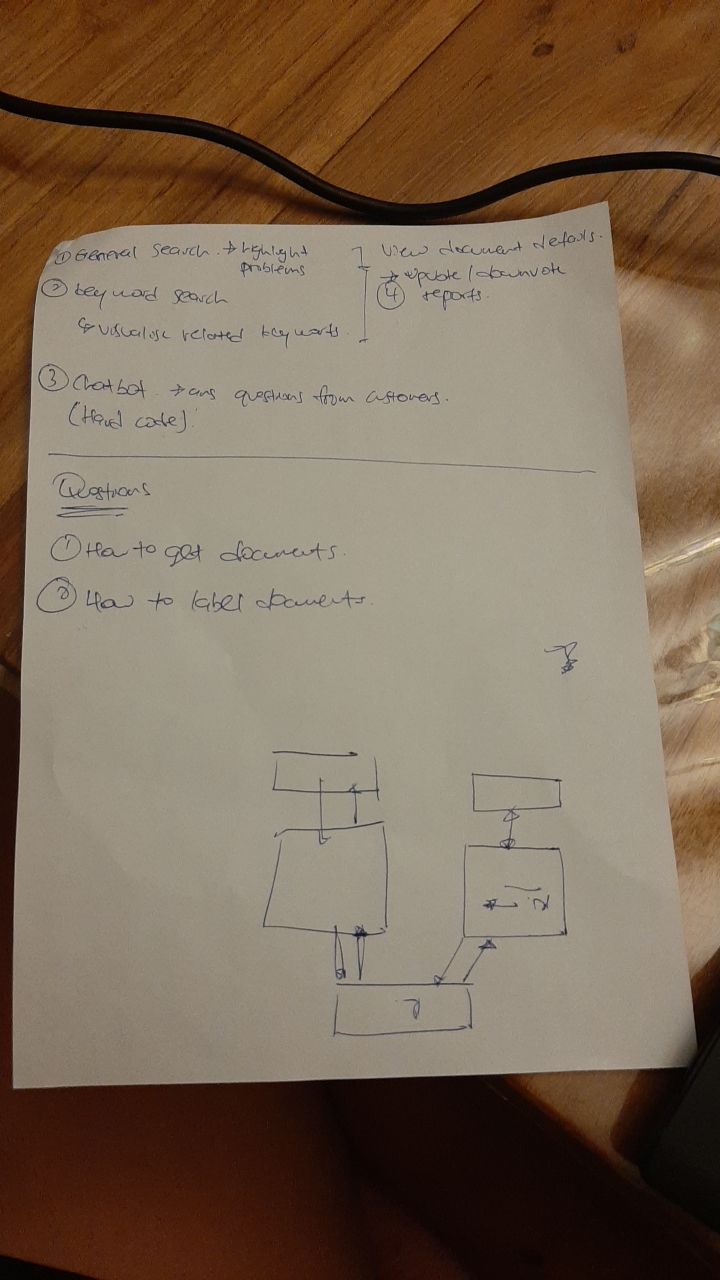 ① General search. → highlight problems
② keyword search
↳ visualise related keywords.
View document details.
→ upvote / downvote
④ reports.
③ Chatbot → ans questions from customers.
(Hard code).
Questions
① How to get documents.
② How to label documents.